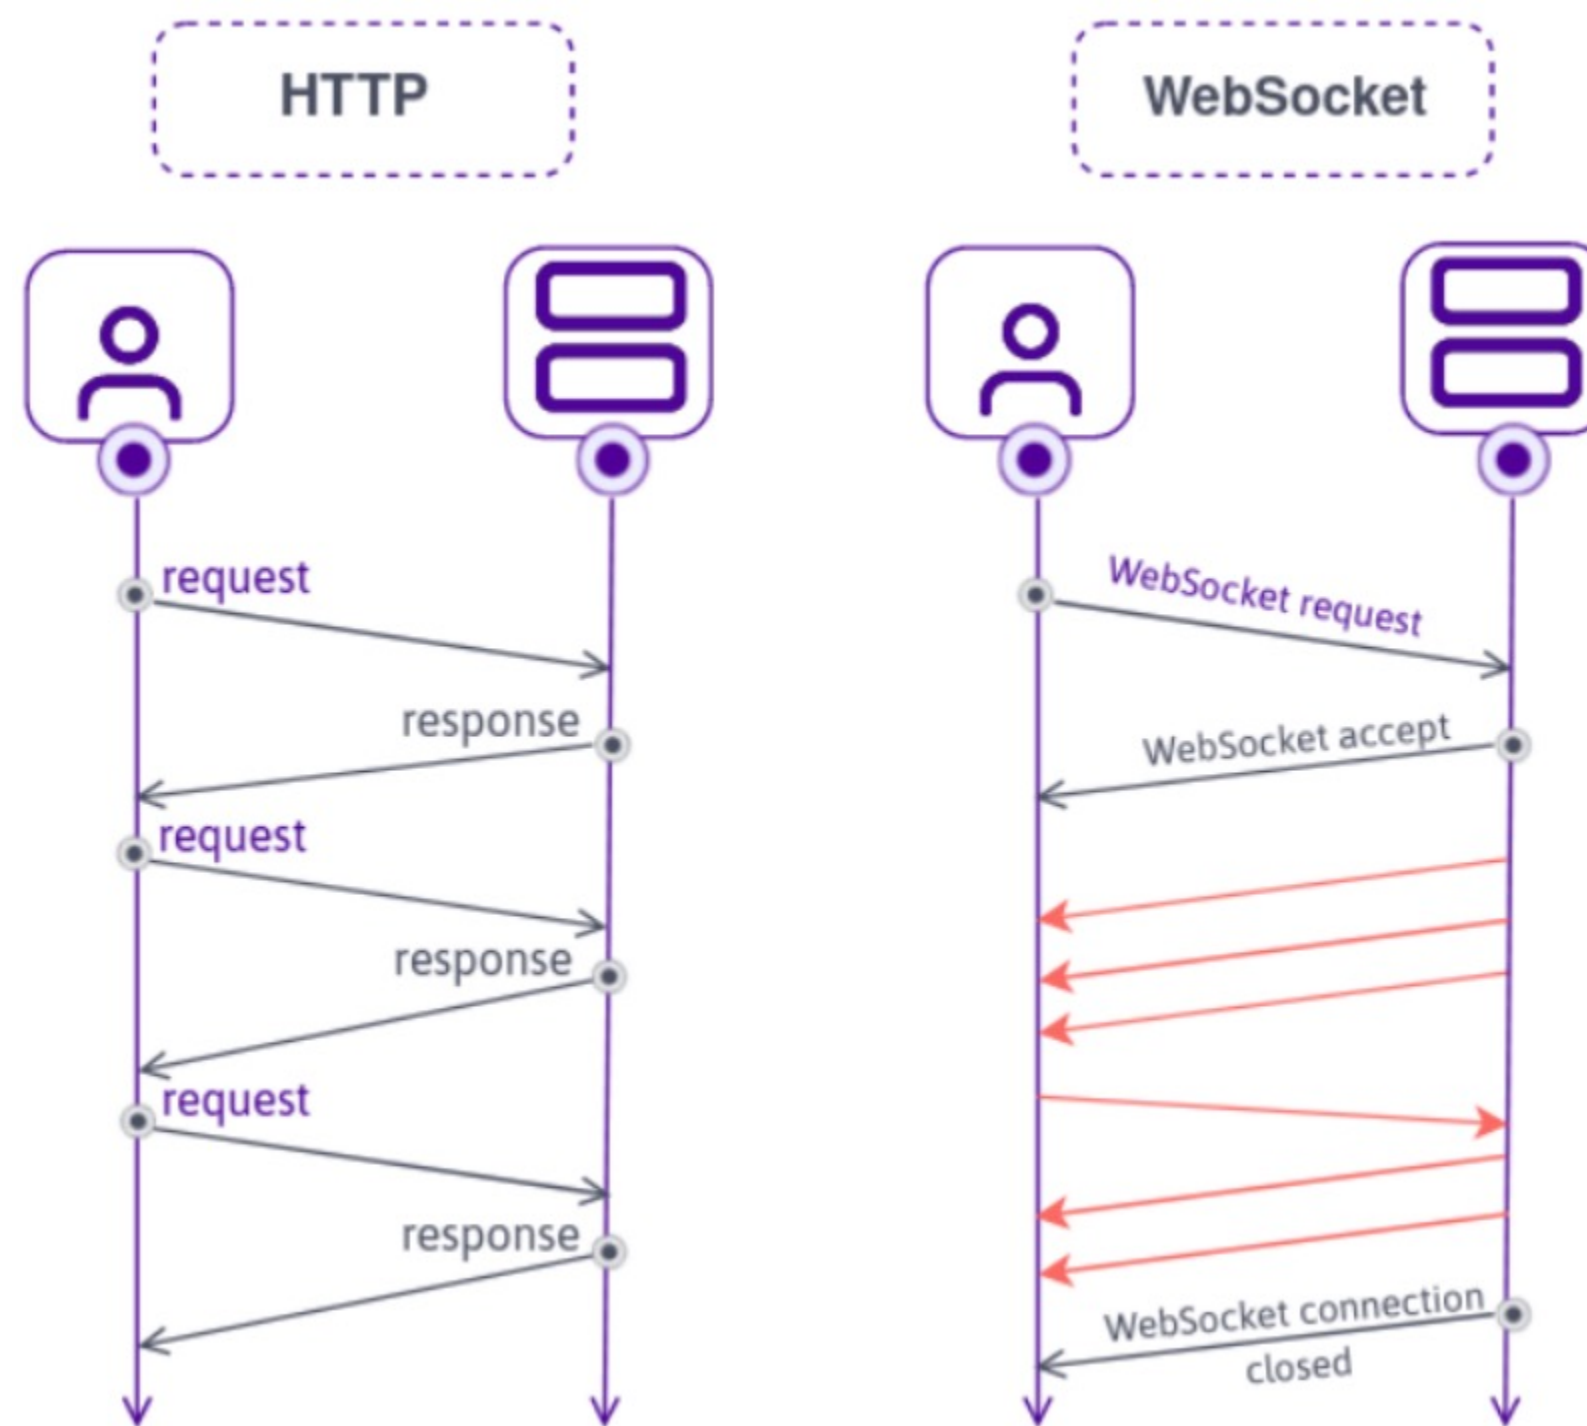 HTTP
request
response
request
response
request
response
WebSocket
WebSocket request
WebSocket accept
WebSocket connection
closed